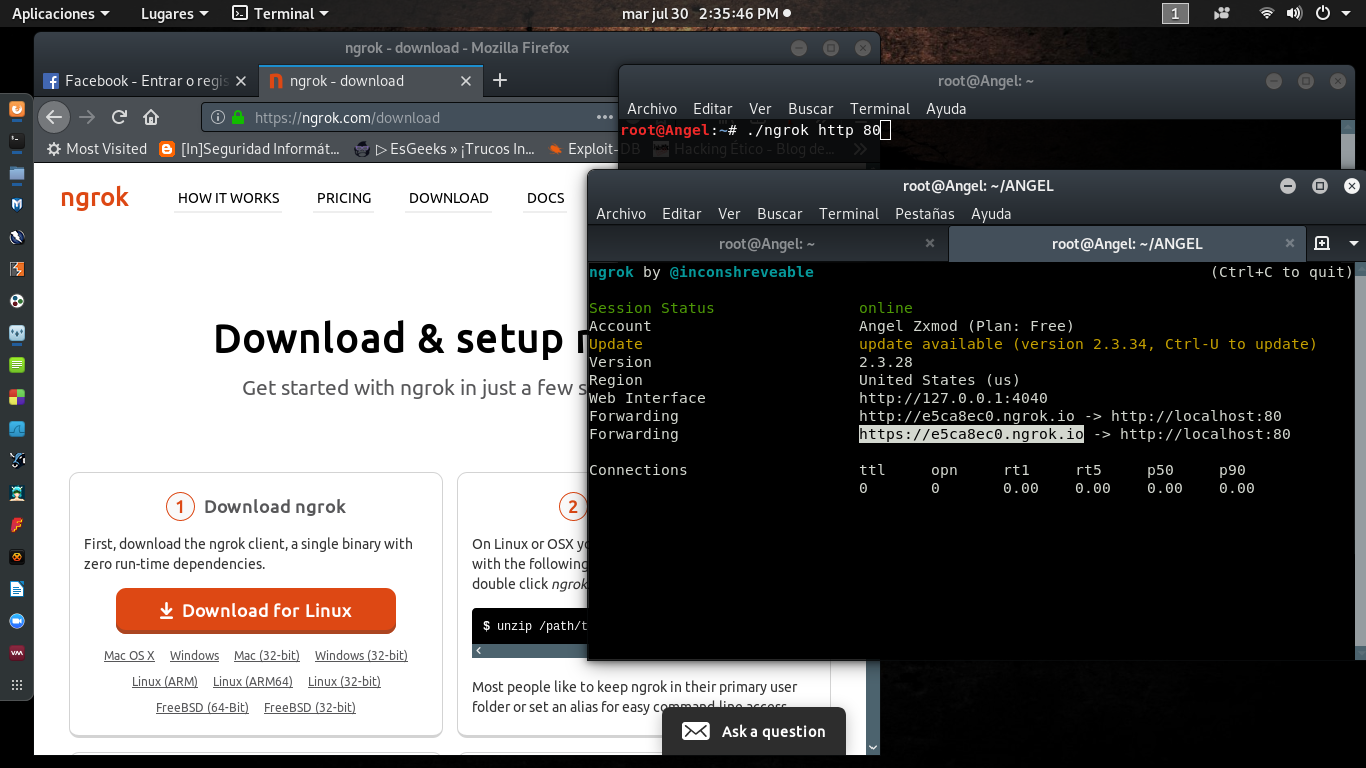 Aplicaciones Lugares Terminal mar jul 30 2:35:46 PM 1
ngrok - download - Mozilla Firefox
Facebook - Entrar o regis ngrok - download
https://ngrok.com/download
Most Visited [In]Seguridad Informát... ▷ EsGeeks » ¡Trucos In... Exploit-DB Hacking Ético - Blog de...
ngrok HOW IT WORKS PRICING DOWNLOAD DOCS
Download & setup
Get started with ngrok in just a few s
1 Download ngrok
First, download the ngrok client, a single binary with
zero run-time dependencies.
Download for Linux
Mac OS X Windows Mac (32-bit) Windows (32-bit)
Linux (ARM) Linux (ARM64) Linux (32-bit)
FreeBSD (64-Bit) FreeBSD (32-bit)
2
On Linux or OSX yo
with the following
double click ngrok
$ unzip /path/t
Most people like to keep ngrok in their primary user
folder or set an alias for easy command-line access.
Ask a question
root@Angel: ~
Archivo Editar Ver Buscar Terminal Ayuda
root@Angel:~# ./ngrok http 80
root@Angel: ~/ANGEL
Archivo Editar Ver Buscar Terminal Pestañas Ayuda
root@Angel: ~ root@Angel: ~/ANGEL
ngrok by @inconshreveable (Ctrl+C to quit)
Session Status online
Account Angel Zxmod (Plan: Free)
Update update available (version 2.3.34, Ctrl-U to update)
Version 2.3.28
Region United States (us)
Web Interface http://127.0.0.1:4040
Forwarding http://e5ca8ec0.ngrok.io -> http://localhost:80
Forwarding https://e5ca8ec0.ngrok.io -> http://localhost:80
Connections ttl opn rt1 rt5 p50 p90
0 0 0.00 0.00 0.00 0.00